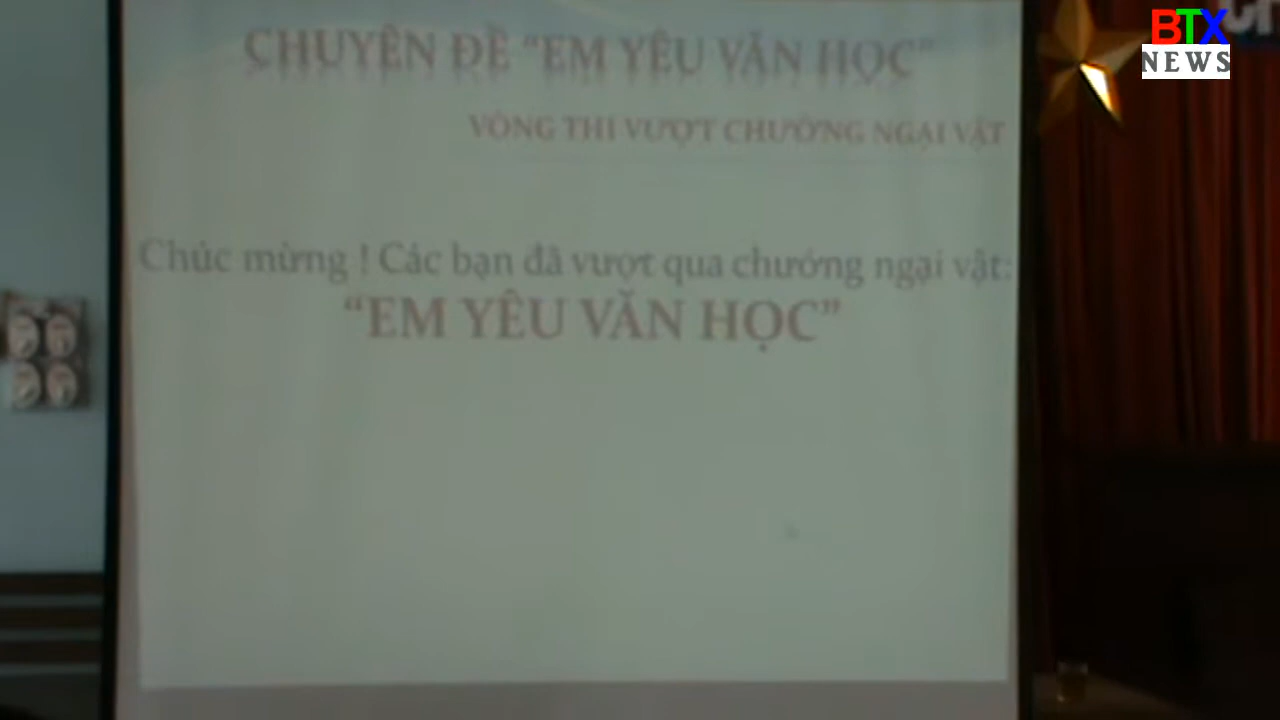 BTX
NEWS
CHUYÊN ĐỀ “EM YÊU VĂN HỌC”
VÒNG THI VƯỢT CHƯỚNG NGẠI VẬT
Chúc mừng ! Các bạn đã vượt qua chướng ngại vật:
“EM YÊU VĂN HỌC”